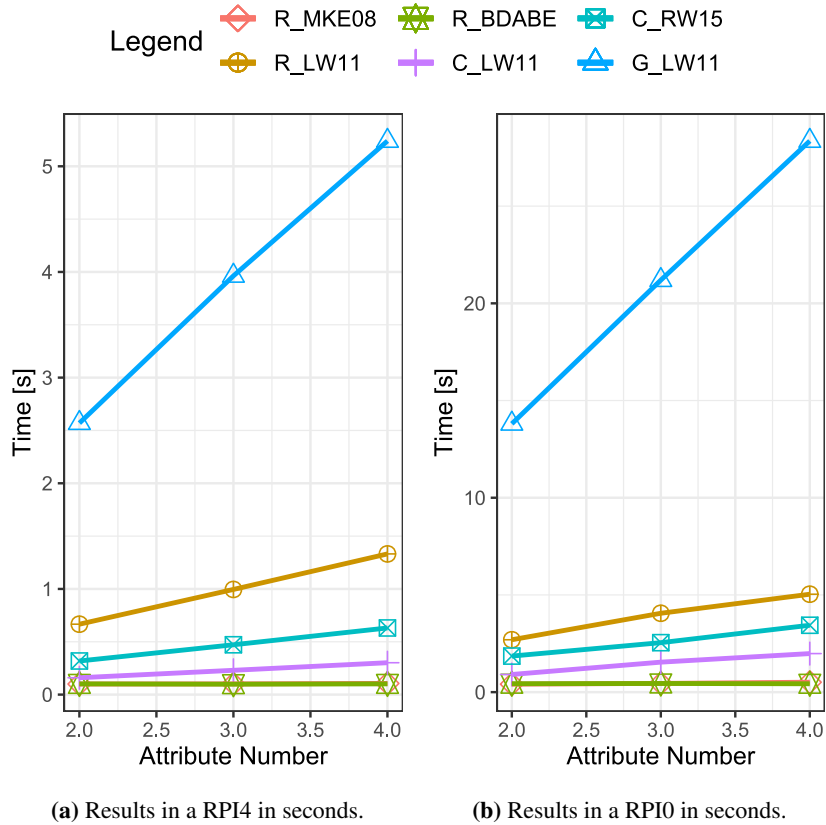 Legend
R_MKE08 R_BDABE C_RW15
R_LW11 C_LW11 G_LW11
Time [s]
5
4
3
2
1
0
2.0 2.5 3.0 3.5 4.0
Attribute Number
Time [s]
20
10
0
2.0 2.5 3.0 3.5 4.0
Attribute Number
(a) Results in a RPI4 in seconds.
(b) Results in a RPI0 in seconds.